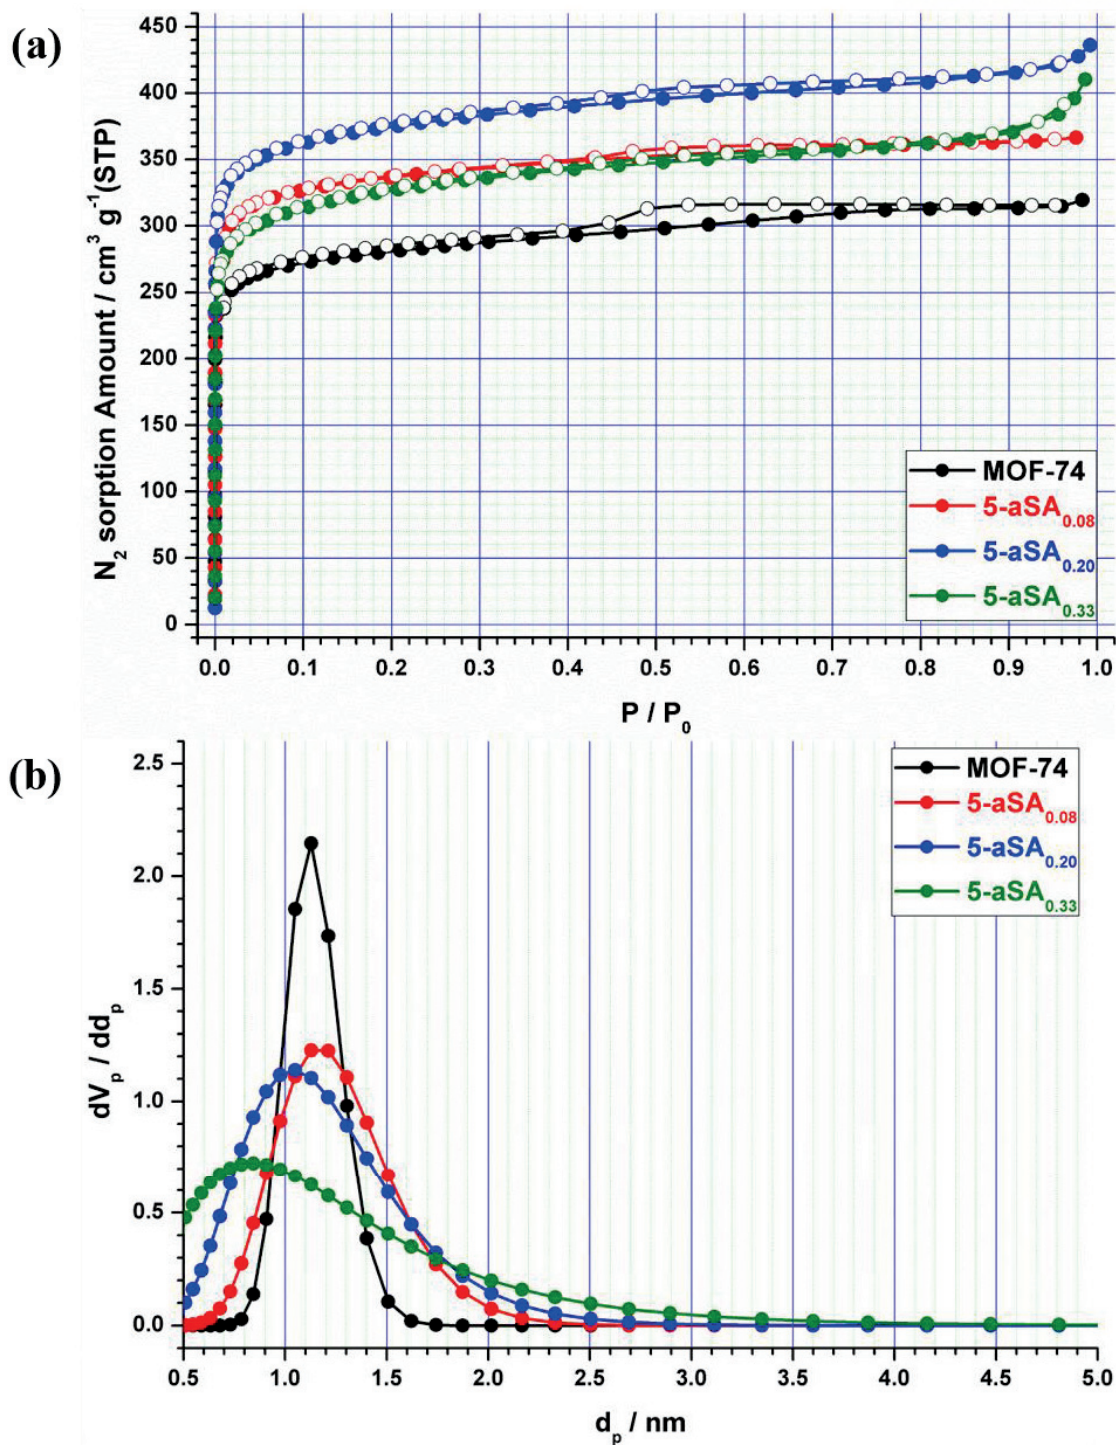 (a)
450
400
350
300
250
200
150
100
50
0
N₂ sorption Amount / cm³ g⁻¹(STP)
MOF-74
5-aSA₀.₀₈
5-aSA₀.₂₀
5-aSA₀.₃₃
0.0 0.1 0.2 0.3 0.4 0.5 0.6 0.7 0.8 0.9 1.0
P / P₀
(b)
2.5
2.0
1.5
1.0
0.5
0.0
dVₚ / ddₚ
MOF-74
5-aSA₀.₀₈
5-aSA₀.₂₀
5-aSA₀.₃₃
0.5 1.0 1.5 2.0 2.5 3.0 3.5 4.0 4.5 5.0
dₚ / nm